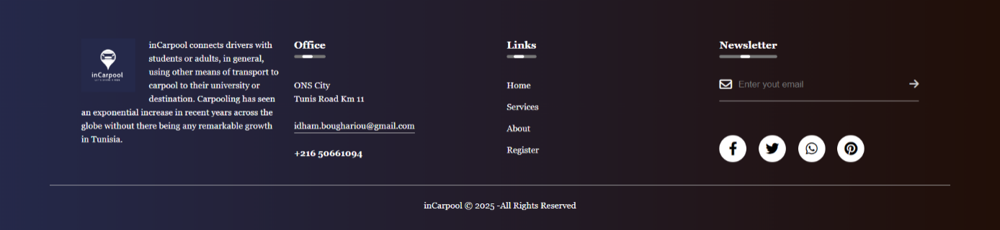 inCarpool
inCarpool connects drivers with
students or adults, in general,
using other means of transport to
carpool to their university or
destination. Carpooling has seen
an exponential increase in recent years across the
globe without there being any remarkable growth
in Tunisia.
Office
ONS City
Tunis Road Km 11
idham.boughariou@gmail.com
+216 50661094
Links
Home
Services
About
Register
Newsletter
Enter yout email
inCarpool © 2025 -All Rights Reserved